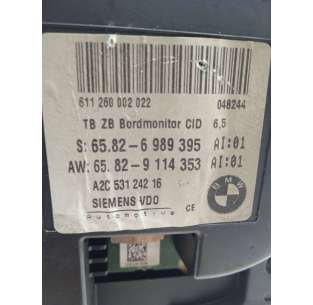 611 260 002 022 048244
TB ZB Bordmonitor CID 6,5
S: 65.82-6 989 395 AI:01
AW: 65. 82-9 114 353 AI:01
A2C 531 242 16
SIEMENS VDO
Automotive CE
BMW